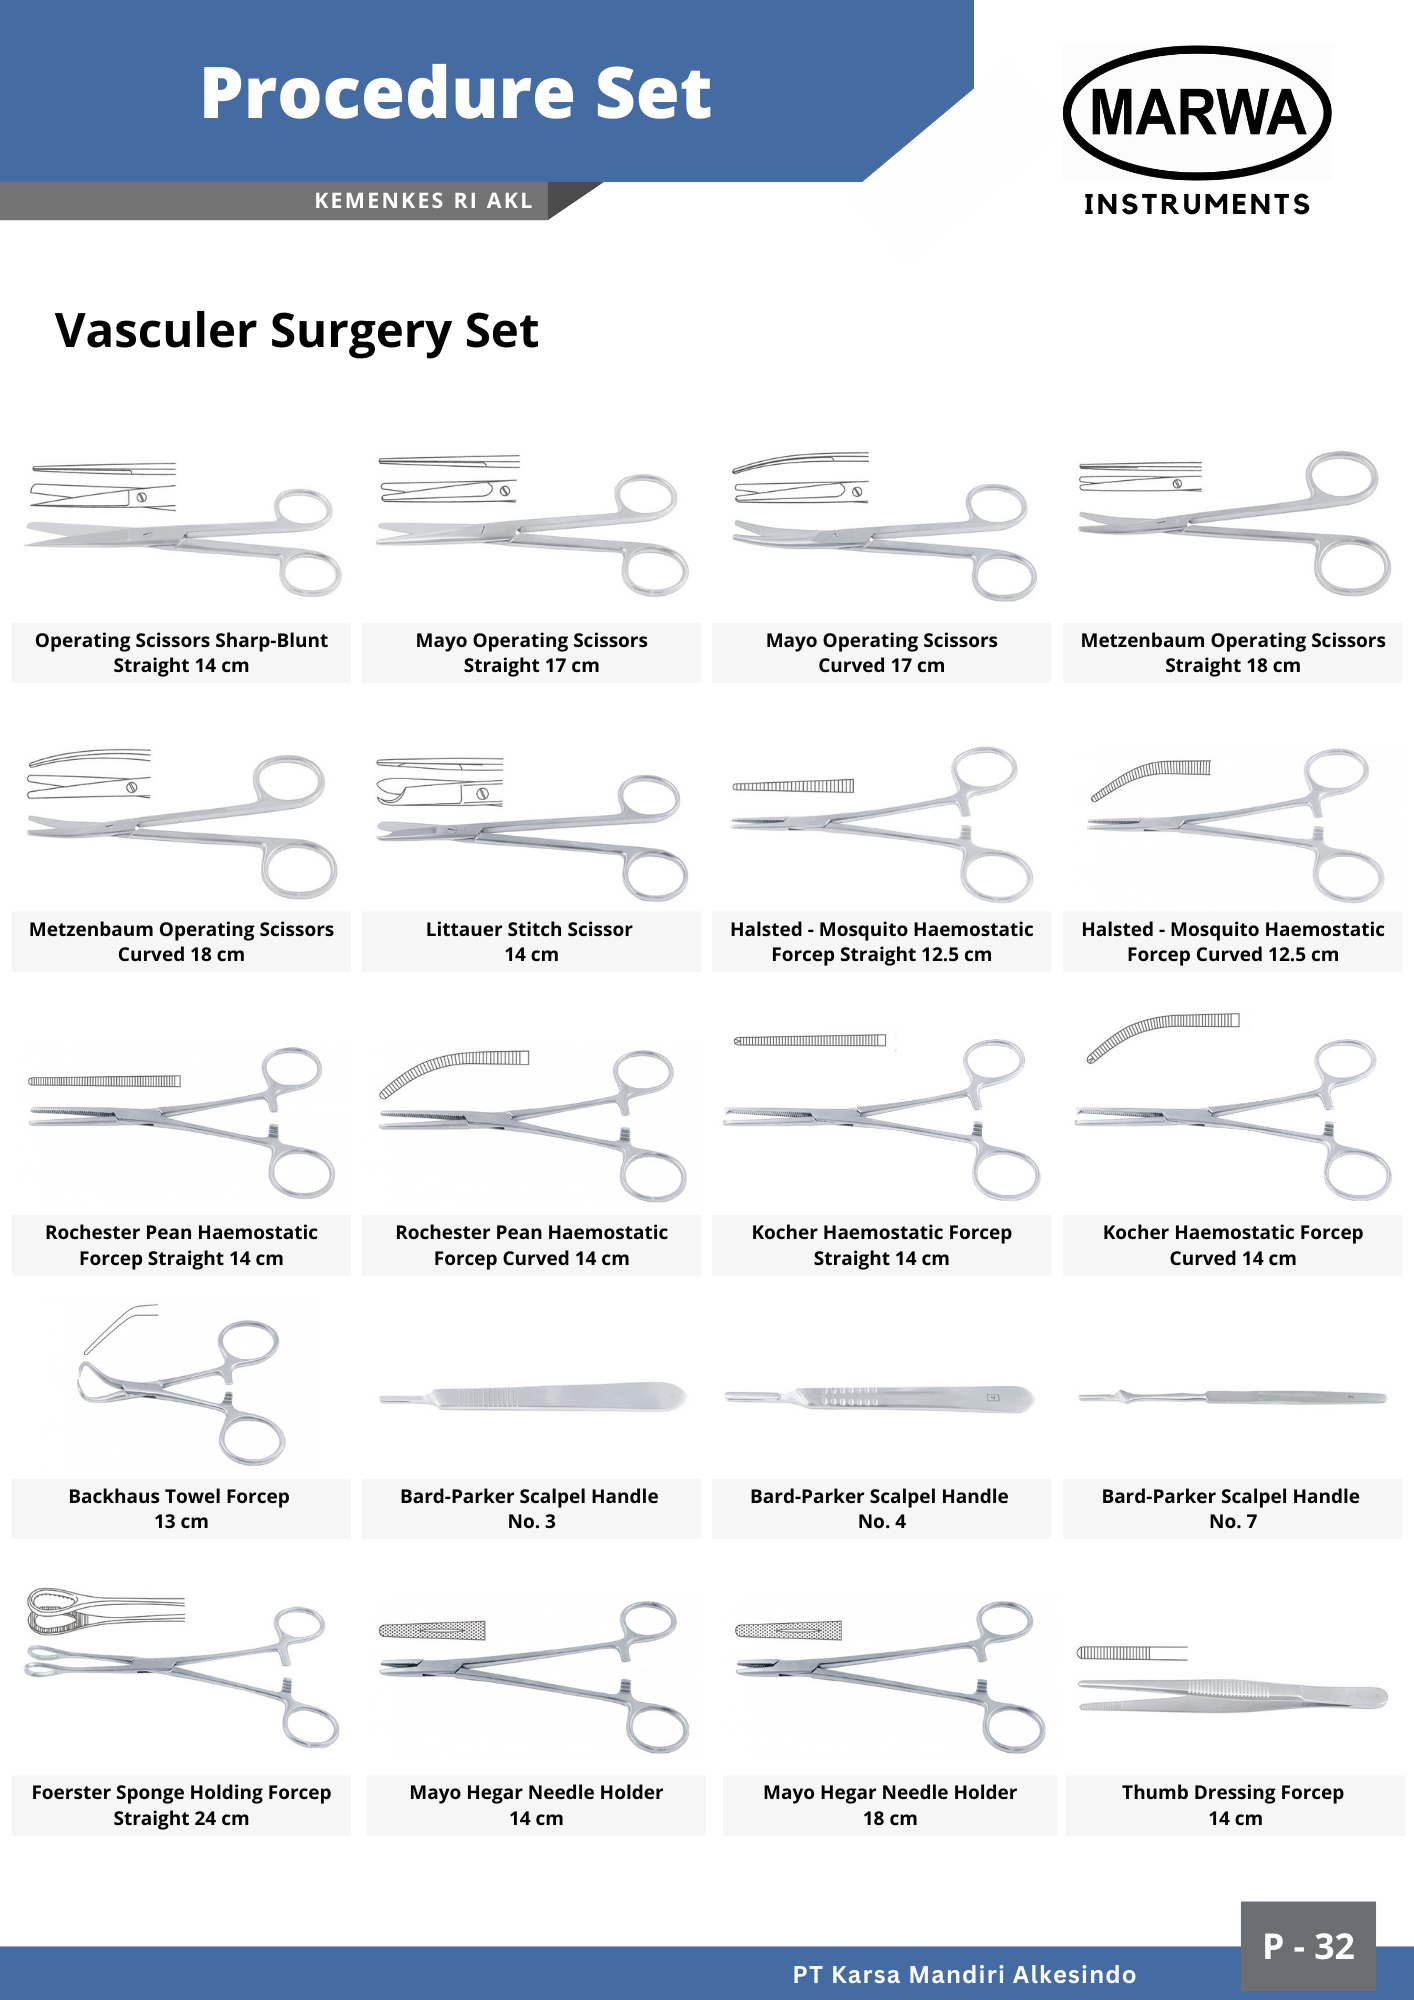 Procedure Set
MARWA
INSTRUMENTS
KEMENKES RI AKL
Vasculer Surgery Set
Operating Scissors Sharp-Blunt
Straight 14 cm
Mayo Operating Scissors
Straight 17 cm
Mayo Operating Scissors
Curved 17 cm
Metzenbaum Operating Scissors
Straight 18 cm
Metzenbaum Operating Scissors
Curved 18 cm
Littauer Stitch Scissor
14 cm
Halsted - Mosquito Haemostatic
Forcep Straight 12.5 cm
Halsted - Mosquito Haemostatic
Forcep Curved 12.5 cm
Rochester Pean Haemostatic
Forcep Straight 14 cm
Rochester Pean Haemostatic
Forcep Curved 14 cm
Kocher Haemostatic Forcep
Straight 14 cm
Kocher Haemostatic Forcep
Curved 14 cm
4
7
Backhaus Towel Forcep
13 cm
Bard-Parker Scalpel Handle
No. 3
Bard-Parker Scalpel Handle
No. 4
Bard-Parker Scalpel Handle
No. 7
Foerster Sponge Holding Forcep
Straight 24 cm
Mayo Hegar Needle Holder
14 cm
Mayo Hegar Needle Holder
18 cm
Thumb Dressing Forcep
14 cm
P - 32
PT Karsa Mandiri Alkesindo